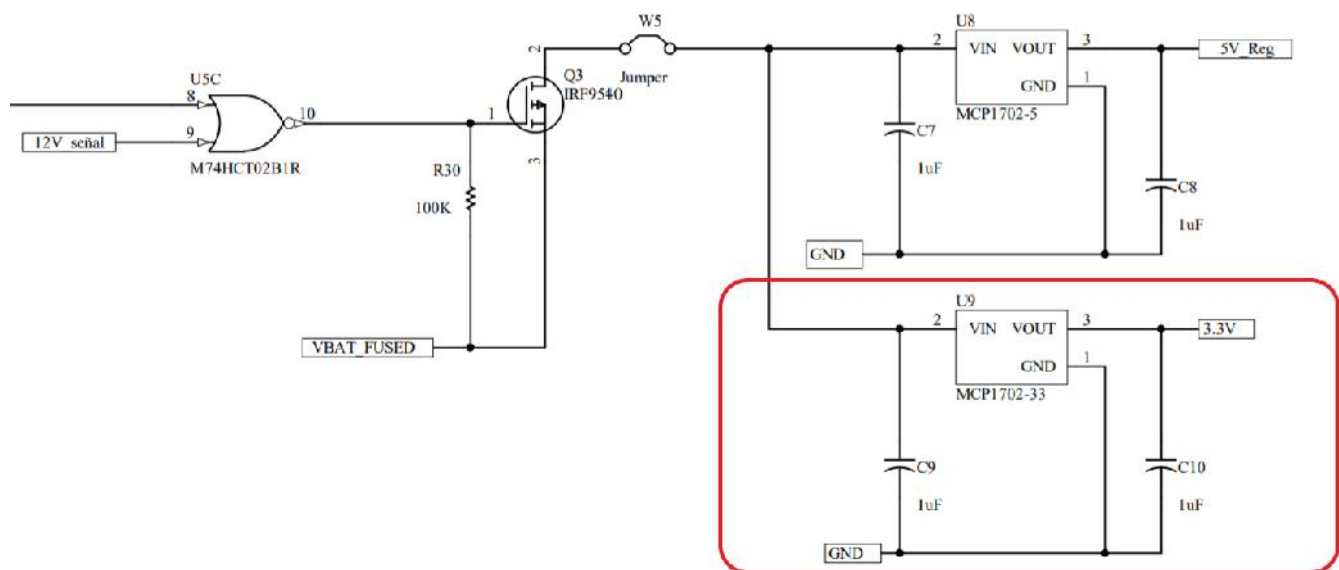 W5
Jumper
U5C
8
9
10
12V_señal
M74HCT02B1R
1
2
3
Q3
IRF9540
R30
100K
VBAT_FUSED
U8
2
VIN
VOUT
3
5V_Reg
GND
1
MCP1702-5
C7
1uF
C8
1uF
GND
U9
2
VIN
VOUT
3
3.3V
GND
1
MCP1702-33
C9
1uF
C10
1uF
GND